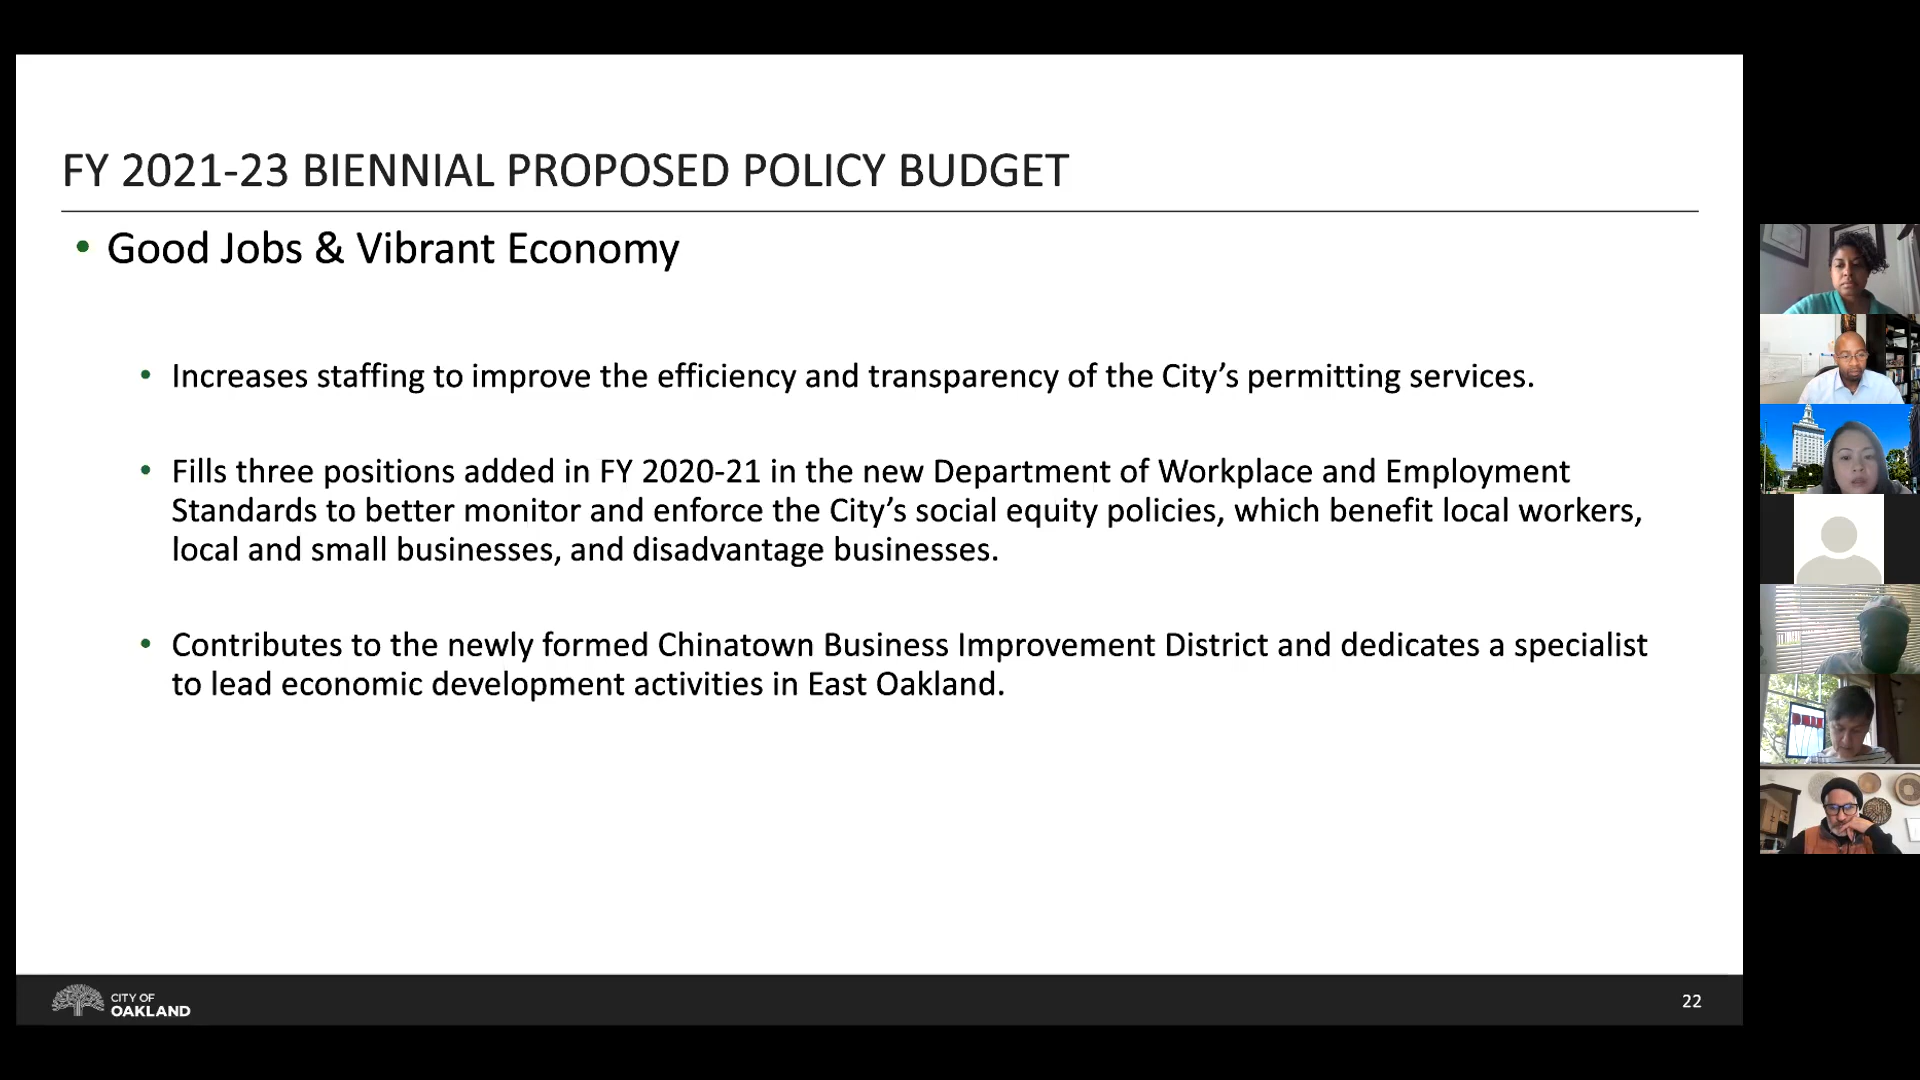 FY 2021-23 BIENNIAL PROPOSED POLICY BUDGET
• Good Jobs & Vibrant Economy
• Increases staffing to improve the efficiency and transparency of the City’s permitting services.
• Fills three positions added in FY 2020-21 in the new Department of Workplace and Employment
Standards to better monitor and enforce the City’s social equity policies, which benefit local workers,
local and small businesses, and disadvantage businesses.
• Contributes to the newly formed Chinatown Business Improvement District and dedicates a specialist
to lead economic development activities in East Oakland.
CITY OF
OAKLAND
22